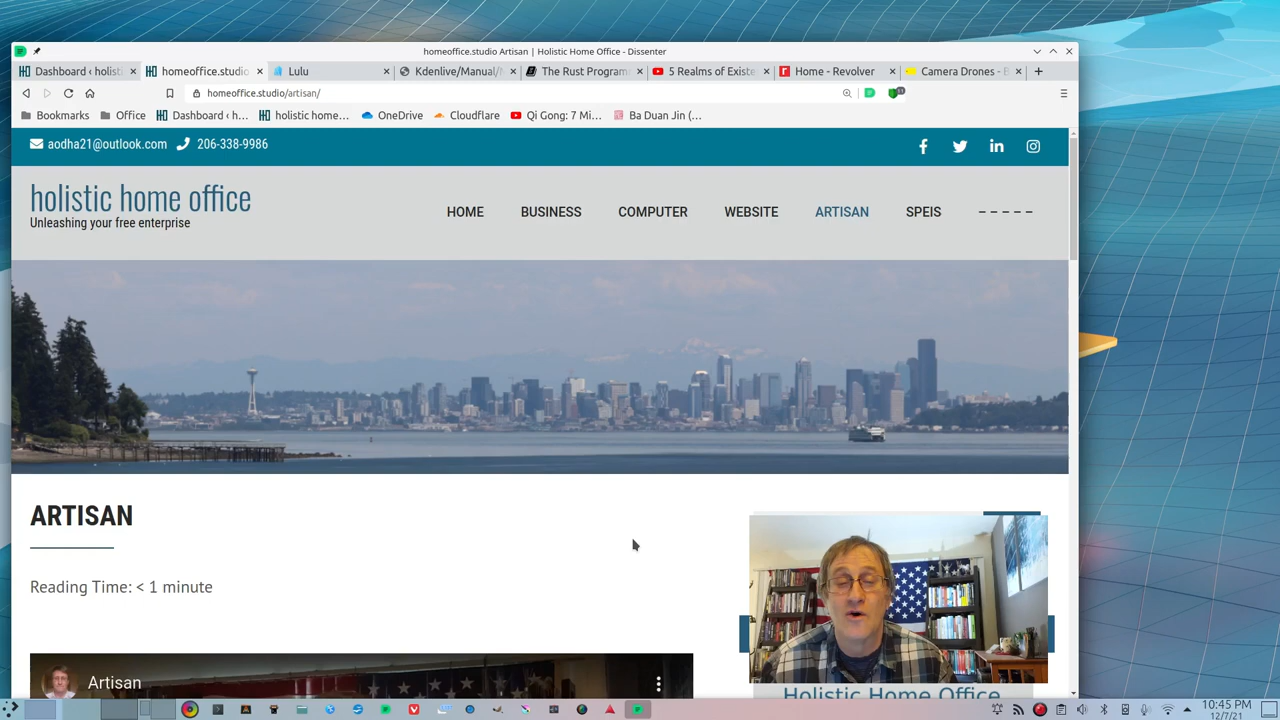 homeoffice.studio Artisan | Holistic Home Office - Dissenter
Dashboard ‹ holisti
homeoffice.studio
Lulu
Kdenlive/Manual/
The Rust Program
5 Realms of Existe
Home - Revolver
Camera Drones - B
homeoffice.studio/artisan/
Bookmarks
Office
Dashboard ‹ h…
holistic home…
OneDrive
Cloudflare
Qi Gong: 7 Mi…
Ba Duan Jin (…
aodha21@outlook.com
206-338-9986
holistic home office
Unleashing your free enterprise
HOME
BUSINESS
COMPUTER
WEBSITE
ARTISAN
SPEIS
– – – – –
ARTISAN
Reading Time: < 1 minute
Artisan
Holistic Home Office
10:45 PM
12/7/21